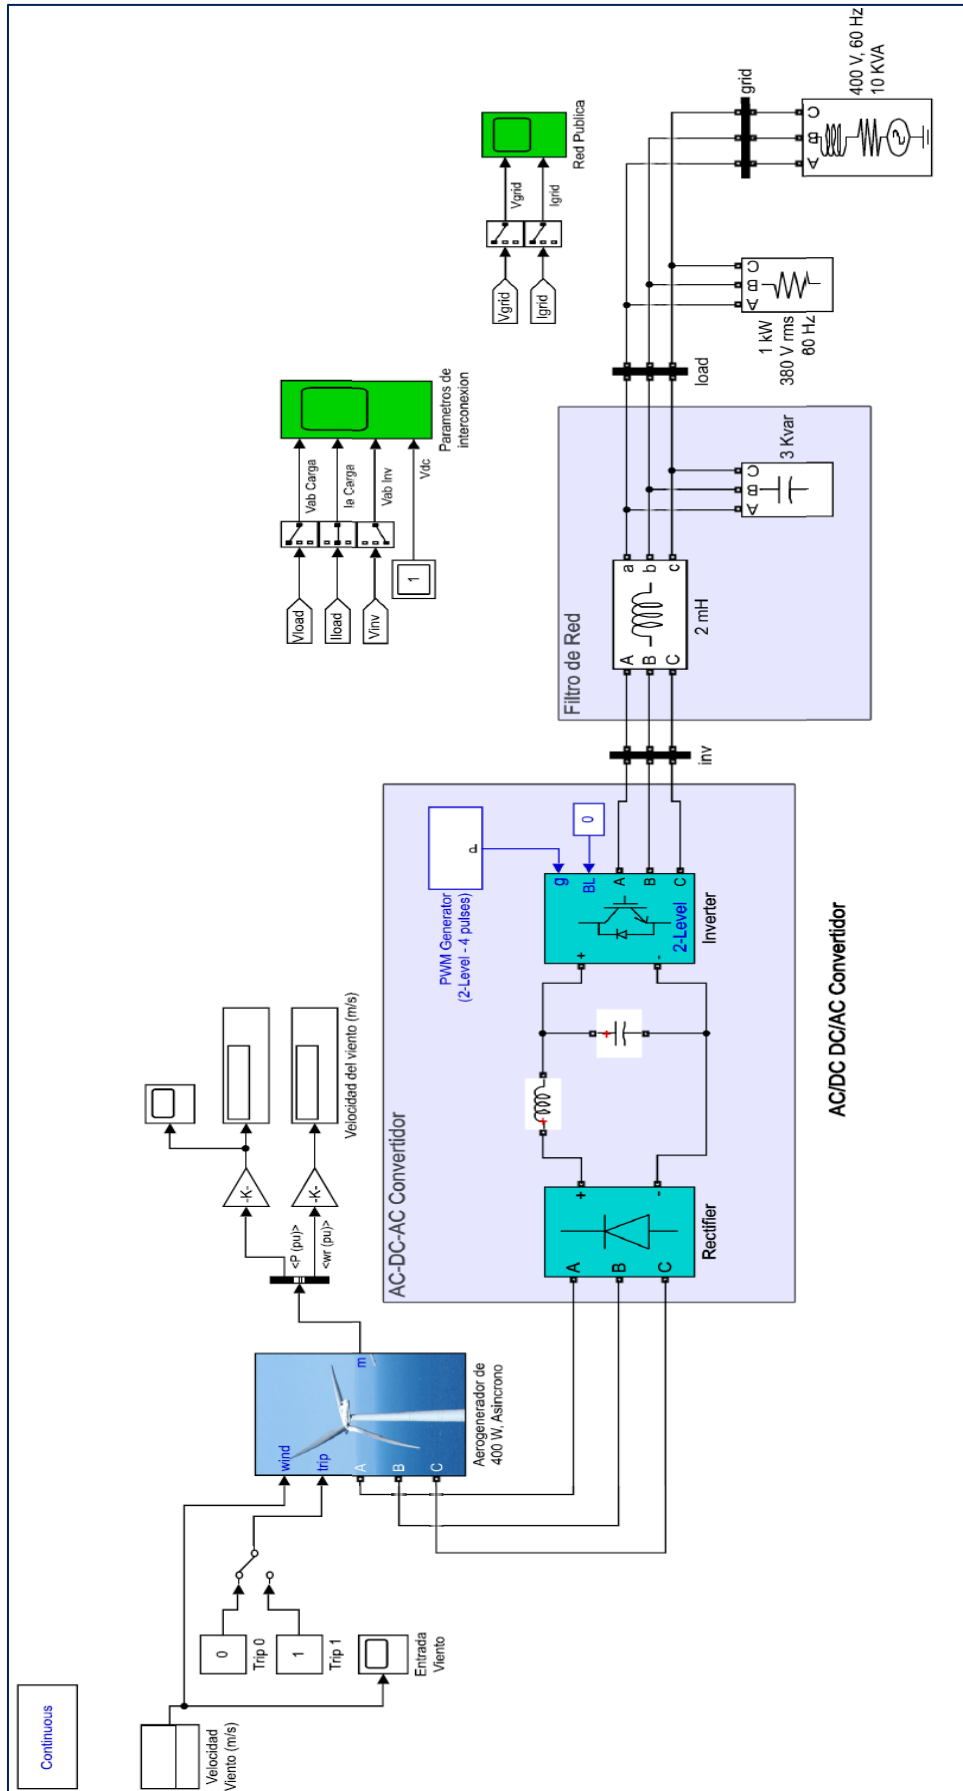 Continuous
Velocidad
Viento (m/s)
0
Trip 0
1
Trip 1
Entrada
Viento
wind
trip
A
B
C
m
Aerogenerador de
400 W, Asincrono
<P (pu)>
<wr (pu)>
-K-
-K-
Velocidad del viento (m/s)
AC-DC-AC Convertidor
A
B
C
+
-
Rectifier
+
-
PWM Generator
(2-Level - 4 pulses)
P
0
g
BL
A
B
C
2-Level
Inverter
AC/DC DC/AC Convertidor
inv
Filtro de Red
A
B
C
a
b
c
2 mH
A
B
C
3 Kvar
load
A
B
C
1 kW
380 V rms
60 Hz
grid
A
B
C
400 V, 60 Hz
10 KVA
Vload
Iload
Vinv
1
Vab Carga
Ia Carga
Vab Inv
Vdc
Parametros de
interconexion
Vgrid
Igrid
Vgrid
Igrid
Red Publica